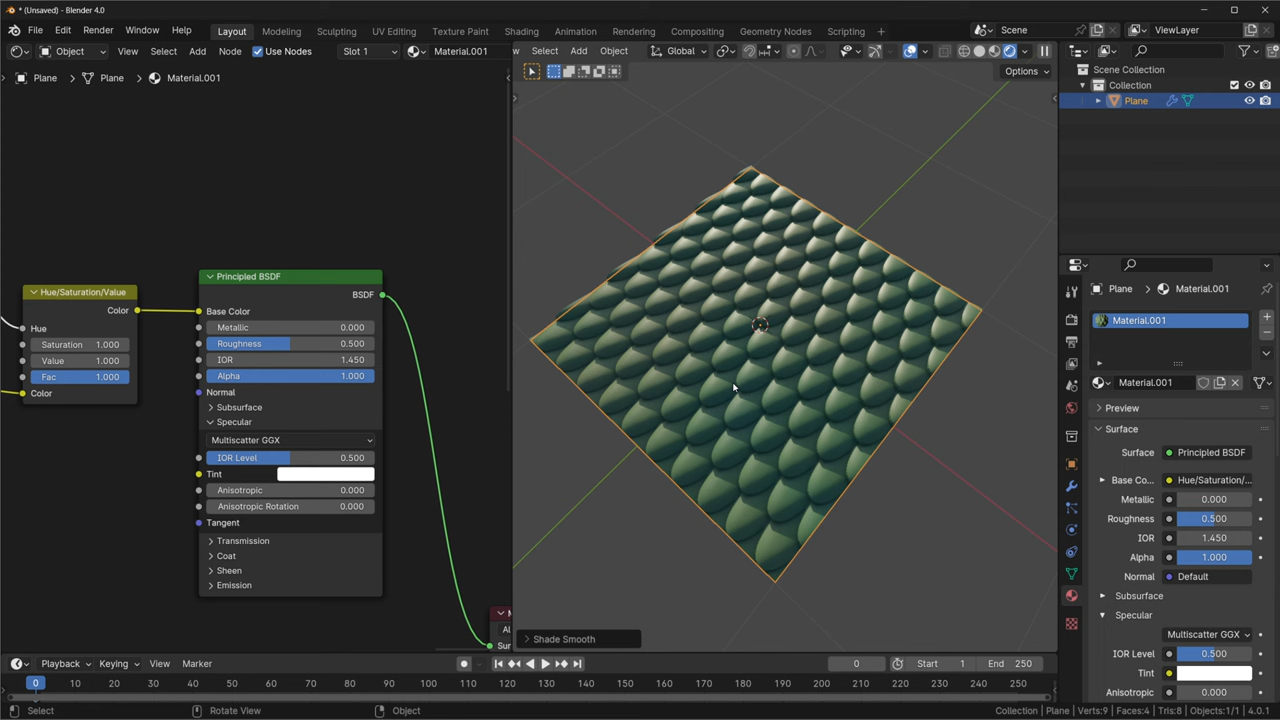 * (Unsaved) - Blender 4.0
File Edit Render Window Help Layout Modeling Sculpting UV Editing Texture Paint Shading Animation Rendering Compositing Geometry Nodes Scripting + Scene ViewLayer
Object View Select Add Node Use Nodes Slot 1 Material.001
w Select Add Object Global
Options
Plane > Plane > Material.001
Hue/Saturation/Value
Color
Hue
Saturation 1.000
Value 1.000
Fac 1.000
Color
Principled BSDF
BSDF
Base Color
Metallic 0.000
Roughness 0.500
IOR 1.450
Alpha 1.000
Normal
Subsurface
Specular
Multiscatter GGX
IOR Level 0.500
Tint
Anisotropic 0.000
Anisotropic Rotation 0.000
Tangent
Transmission
Coat
Sheen
Emission
M
Al
Sur
> Shade Smooth
Scene Collection
Collection
Plane
Plane > Material.001
Material.001
Material.001
Preview
Surface
Surface Principled BSDF
Base Co... Hue/Saturation/...
Metallic 0.000
Roughness 0.500
IOR 1.450
Alpha 1.000
Normal Default
Subsurface
Specular
Multiscatter GGX
IOR Level 0.500
Tint
Anisotropic 0.000
Playback Keying View Marker 0 Start 1 End 250
0 10 20 30 40 50 60 70 80 90 100 110 120 130 140 150 160 170 180 190 200 210 220 230 240 250
Select Rotate View Object Collection | Plane | Verts:9 | Faces:4 | Tris:8 | Objects:1/1 | 4.0.1